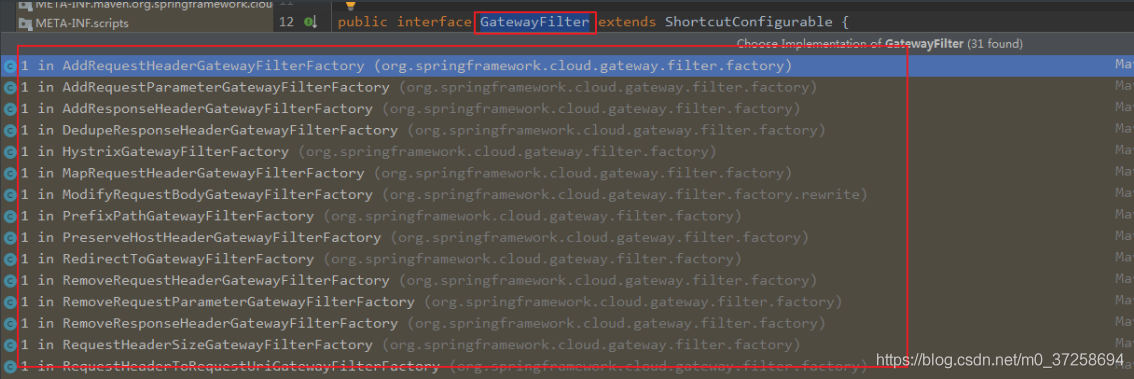 META-INF.maven.org.springframework.clou
META-INF.scripts
12 public interface GatewayFilter extends ShortcutConfigurable {
Choose Implementation of GatewayFilter (31 found)
1 in AddRequestHeaderGatewayFilterFactory (org.springframework.cloud.gateway.filter.factory) Ma
1 in AddRequestParameterGatewayFilterFactory (org.springframework.cloud.gateway.filter.factory) Ma
1 in AddResponseHeaderGatewayFilterFactory (org.springframework.cloud.gateway.filter.factory) Ma
1 in DedupeResponseHeaderGatewayFilterFactory (org.springframework.cloud.gateway.filter.factory) Ma
1 in HystrixGatewayFilterFactory (org.springframework.cloud.gateway.filter.factory) Ma
1 in MapRequestHeaderGatewayFilterFactory (org.springframework.cloud.gateway.filter.factory) Ma
1 in ModifyRequestBodyGatewayFilterFactory (org.springframework.cloud.gateway.filter.factory.rewrite) Ma
1 in PrefixPathGatewayFilterFactory (org.springframework.cloud.gateway.filter.factory) Ma
1 in PreserveHostHeaderGatewayFilterFactory (org.springframework.cloud.gateway.filter.factory) Ma
1 in RedirectToGatewayFilterFactory (org.springframework.cloud.gateway.filter.factory) Ma
1 in RemoveRequestHeaderGatewayFilterFactory (org.springframework.cloud.gateway.filter.factory) Ma
1 in RemoveRequestParameterGatewayFilterFactory (org.springframework.cloud.gateway.filter.factory) Ma
1 in RemoveResponseHeaderGatewayFilterFactory (org.springframework.cloud.gateway.filter.factory) Ma
1 in RequestHeaderSizeGatewayFilterFactory (org.springframework.cloud.gateway.filter.factory)
1 in RequestHeaderToRequestUriGatewayFilterFactory (org.springframework.cloud.gateway.filter.factory) Ma
https://blog.csdn.net/m0_37258694